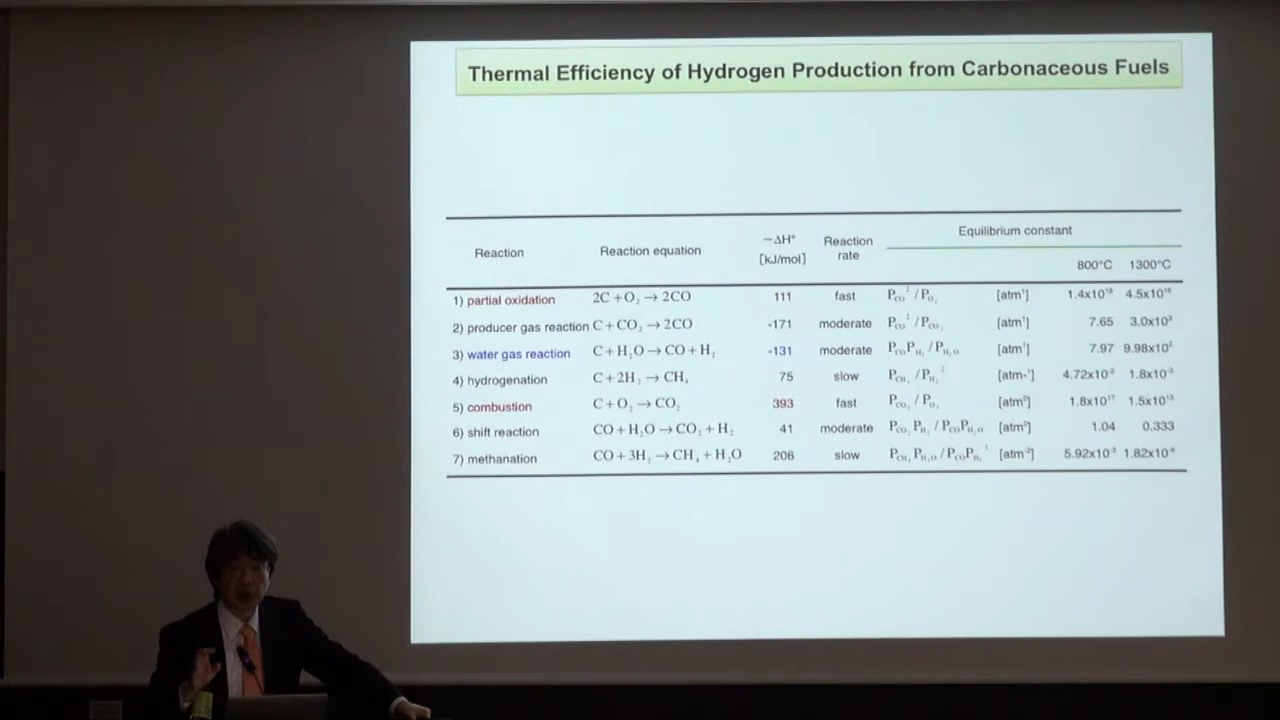 Thermal Efficiency of Hydrogen Production from Carbonaceous Fuels
Reaction Reaction equation −ΔH° [kJ/mol] Reaction rate Equilibrium constant
800°C 1300°C
1) partial oxidation 2C + O₂ → 2CO 111 fast P_CO² / P_O₂ [atm¹] 1.4x10¹⁸ 4.5x10¹⁶
2) producer gas reaction C + CO₂ → 2CO -171 moderate P_CO² / P_CO₂ [atm¹] 7.65 3.0x10³
3) water gas reaction C + H₂O → CO + H₂ -131 moderate P_CO P_H₂ / P_H₂O [atm¹] 7.97 9.98x10²
4) hydrogenation C + 2H₂ → CH₄ 75 slow P_CH₄ / P_H₂² [atm-¹] 4.72x10⁻² 1.8x10⁻³
5) combustion C + O₂ → CO₂ 393 fast P_CO₂ / P_O₂ [atm⁰] 1.8x10¹⁷ 1.5x10¹³
6) shift reaction CO + H₂O → CO₂ + H₂ 41 moderate P_CO₂ P_H₂ / P_CO P_H₂O [atm⁰] 1.04 0.333
7) methanation CO + 3H₂ → CH₄ + H₂O 206 slow P_CH₄ P_H₂O / P_CO P_H₂³ [atm⁻²] 5.92x10⁻³ 1.82x10⁻⁶